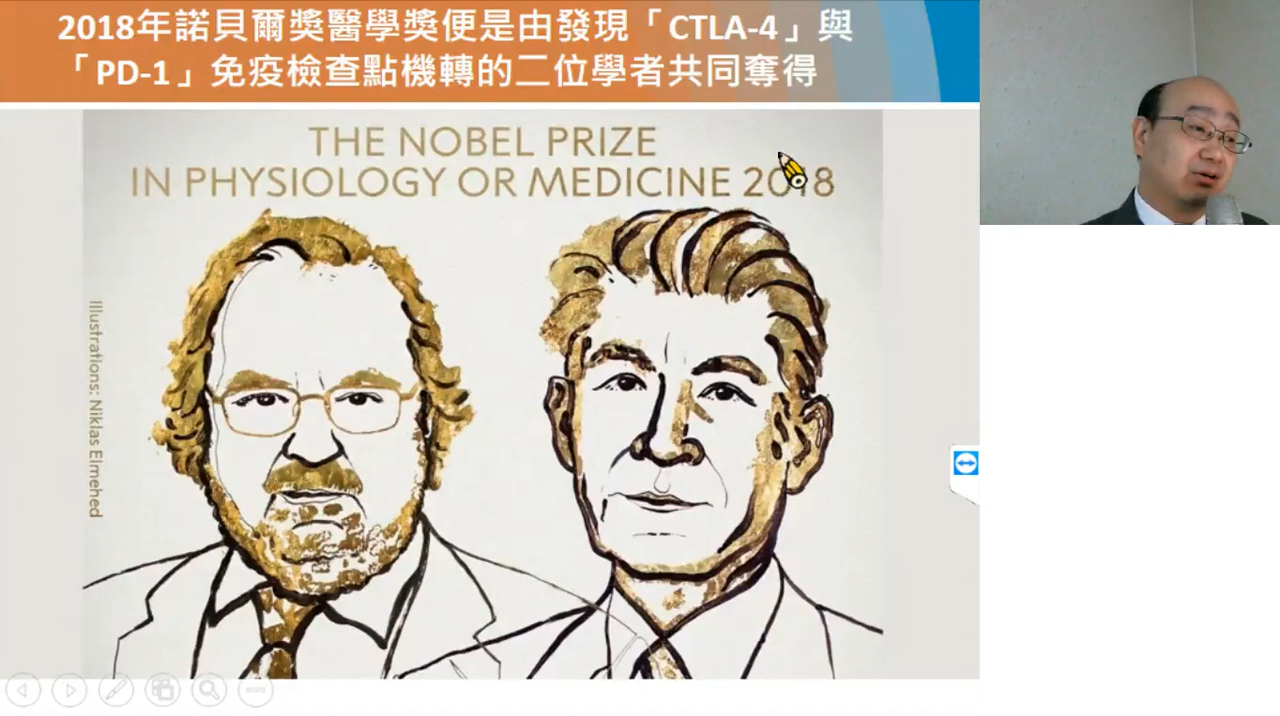 2018年諾貝爾獎醫學獎便是由發現「CTLA-4」與
「PD-1」免疫檢查點機轉的二位學者共同奪得
THE NOBEL PRIZE
IN PHYSIOLOGY OR MEDICINE 2018
Illustrations: Niklas Elmehed